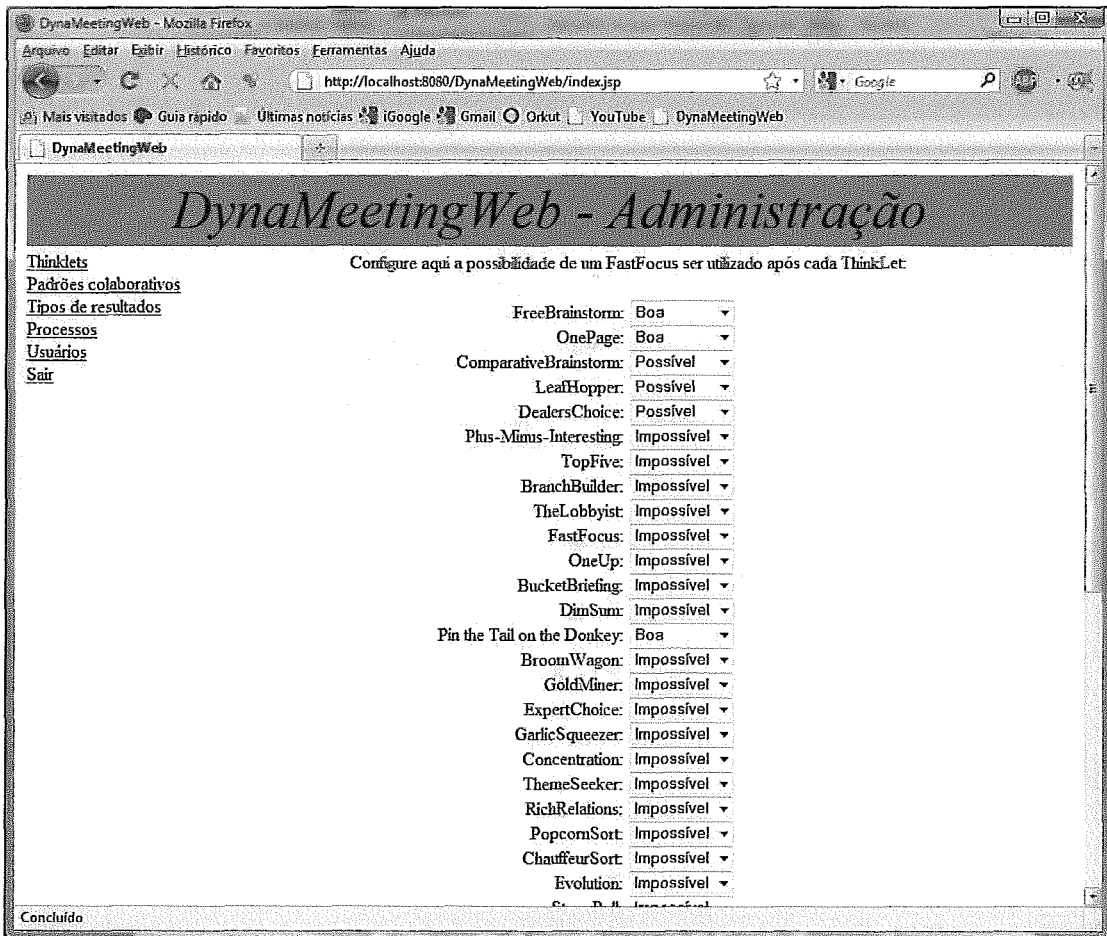 DynaMeetingWeb - Mozilla Firefox
Arquivo Editar Exibir Histórico Favoritos Ferramentas Ajuda
http://localhost:8080/DynaMeetingWeb/index.jsp Google
Mais visitados Guia rápido Últimas notícias iGoogle Gmail Orkut YouTube DynaMeetingWeb
DynaMeetingWeb
DynaMeetingWeb - Administração
Thinklets
Padrões colaborativos
Tipos de resultados
Processos
Usuários
Sair
Configure aqui a possibilidade de um FastFocus ser utilizado após cada ThinkLet:
FreeBrainstorm: Boa
OnePage: Boa
ComparativeBrainstorm: Possível
LeafHopper: Possível
DealersChoice: Possível
Plus-Minus-Interesting: Impossível
TopFive: Impossível
BranchBuilder: Impossível
TheLobbyist: Impossível
FastFocus: Impossível
OneUp: Impossível
BucketBriefing: Impossível
DimSum: Impossível
Pin the Tail on the Donkey: Boa
BroomWagon: Impossível
GoldMiner: Impossível
ExpertChoice: Impossível
GarlicSqueezer: Impossível
Concentration: Impossível
ThemeSeeker: Impossível
RichRelations: Impossível
PopcornSort: Impossível
ChauffeurSort: Impossível
Evolution: Impossível
Concluído